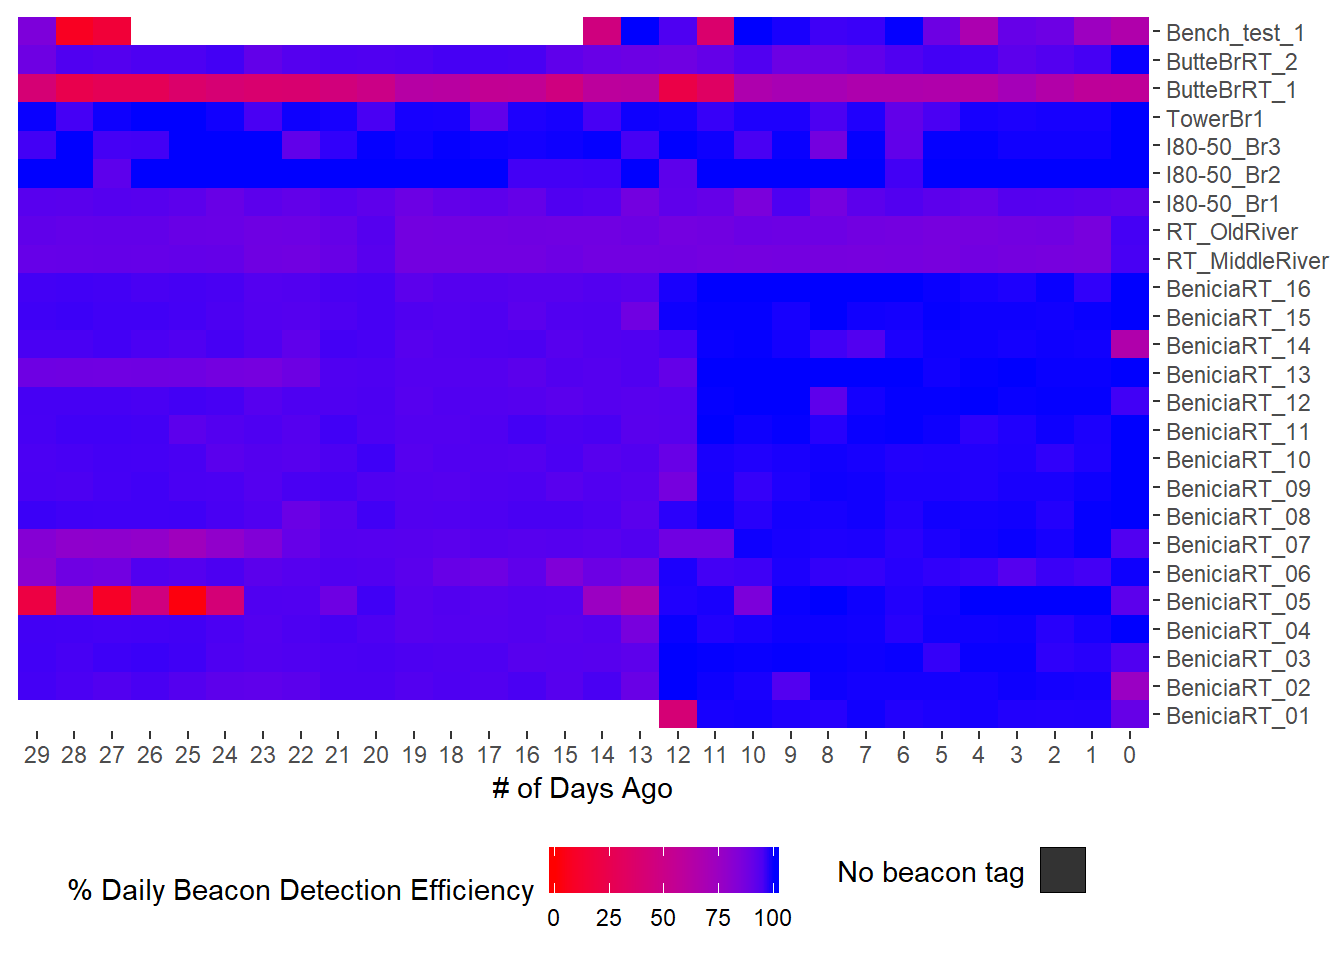 Bench_test_1
ButteBrRT_2
ButteBrRT_1
TowerBr1
I80-50_Br3
I80-50_Br2
I80-50_Br1
RT_OldRiver
RT_MiddleRiver
BeniciaRT_16
BeniciaRT_15
BeniciaRT_14
BeniciaRT_13
BeniciaRT_12
BeniciaRT_11
BeniciaRT_10
BeniciaRT_09
BeniciaRT_08
BeniciaRT_07
BeniciaRT_06
BeniciaRT_05
BeniciaRT_04
BeniciaRT_03
BeniciaRT_02
BeniciaRT_01
29 28 27 26 25 24 23 22 21 20 19 18 17 16 15 14 13 12 11 10 9 8 7 6 5 4 3 2 1 0
# of Days Ago
% Daily Beacon Detection Efficiency
0 25 50 75 100
No beacon tag